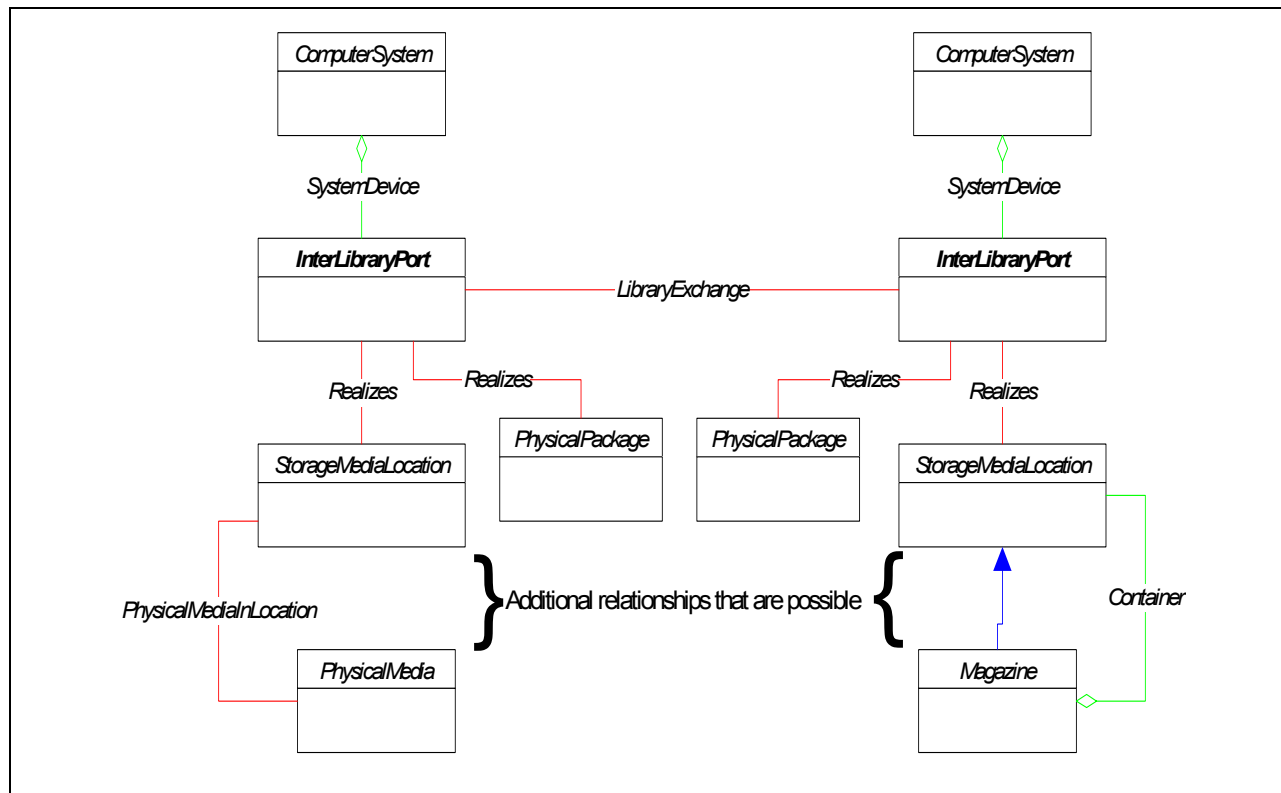 ComputerSystem
ComputerSystem
SystemDevice
SystemDevice
InterLibraryPort
InterLibraryPort
LibraryExchange
Realizes
Realizes
Realizes
Realizes
PhysicalPackage
PhysicalPackage
StorageMediaLocation
StorageMediaLocation
PhysicalMediaInLocation
Additional relationships that are possible
Container
PhysicalMedia
Magazine